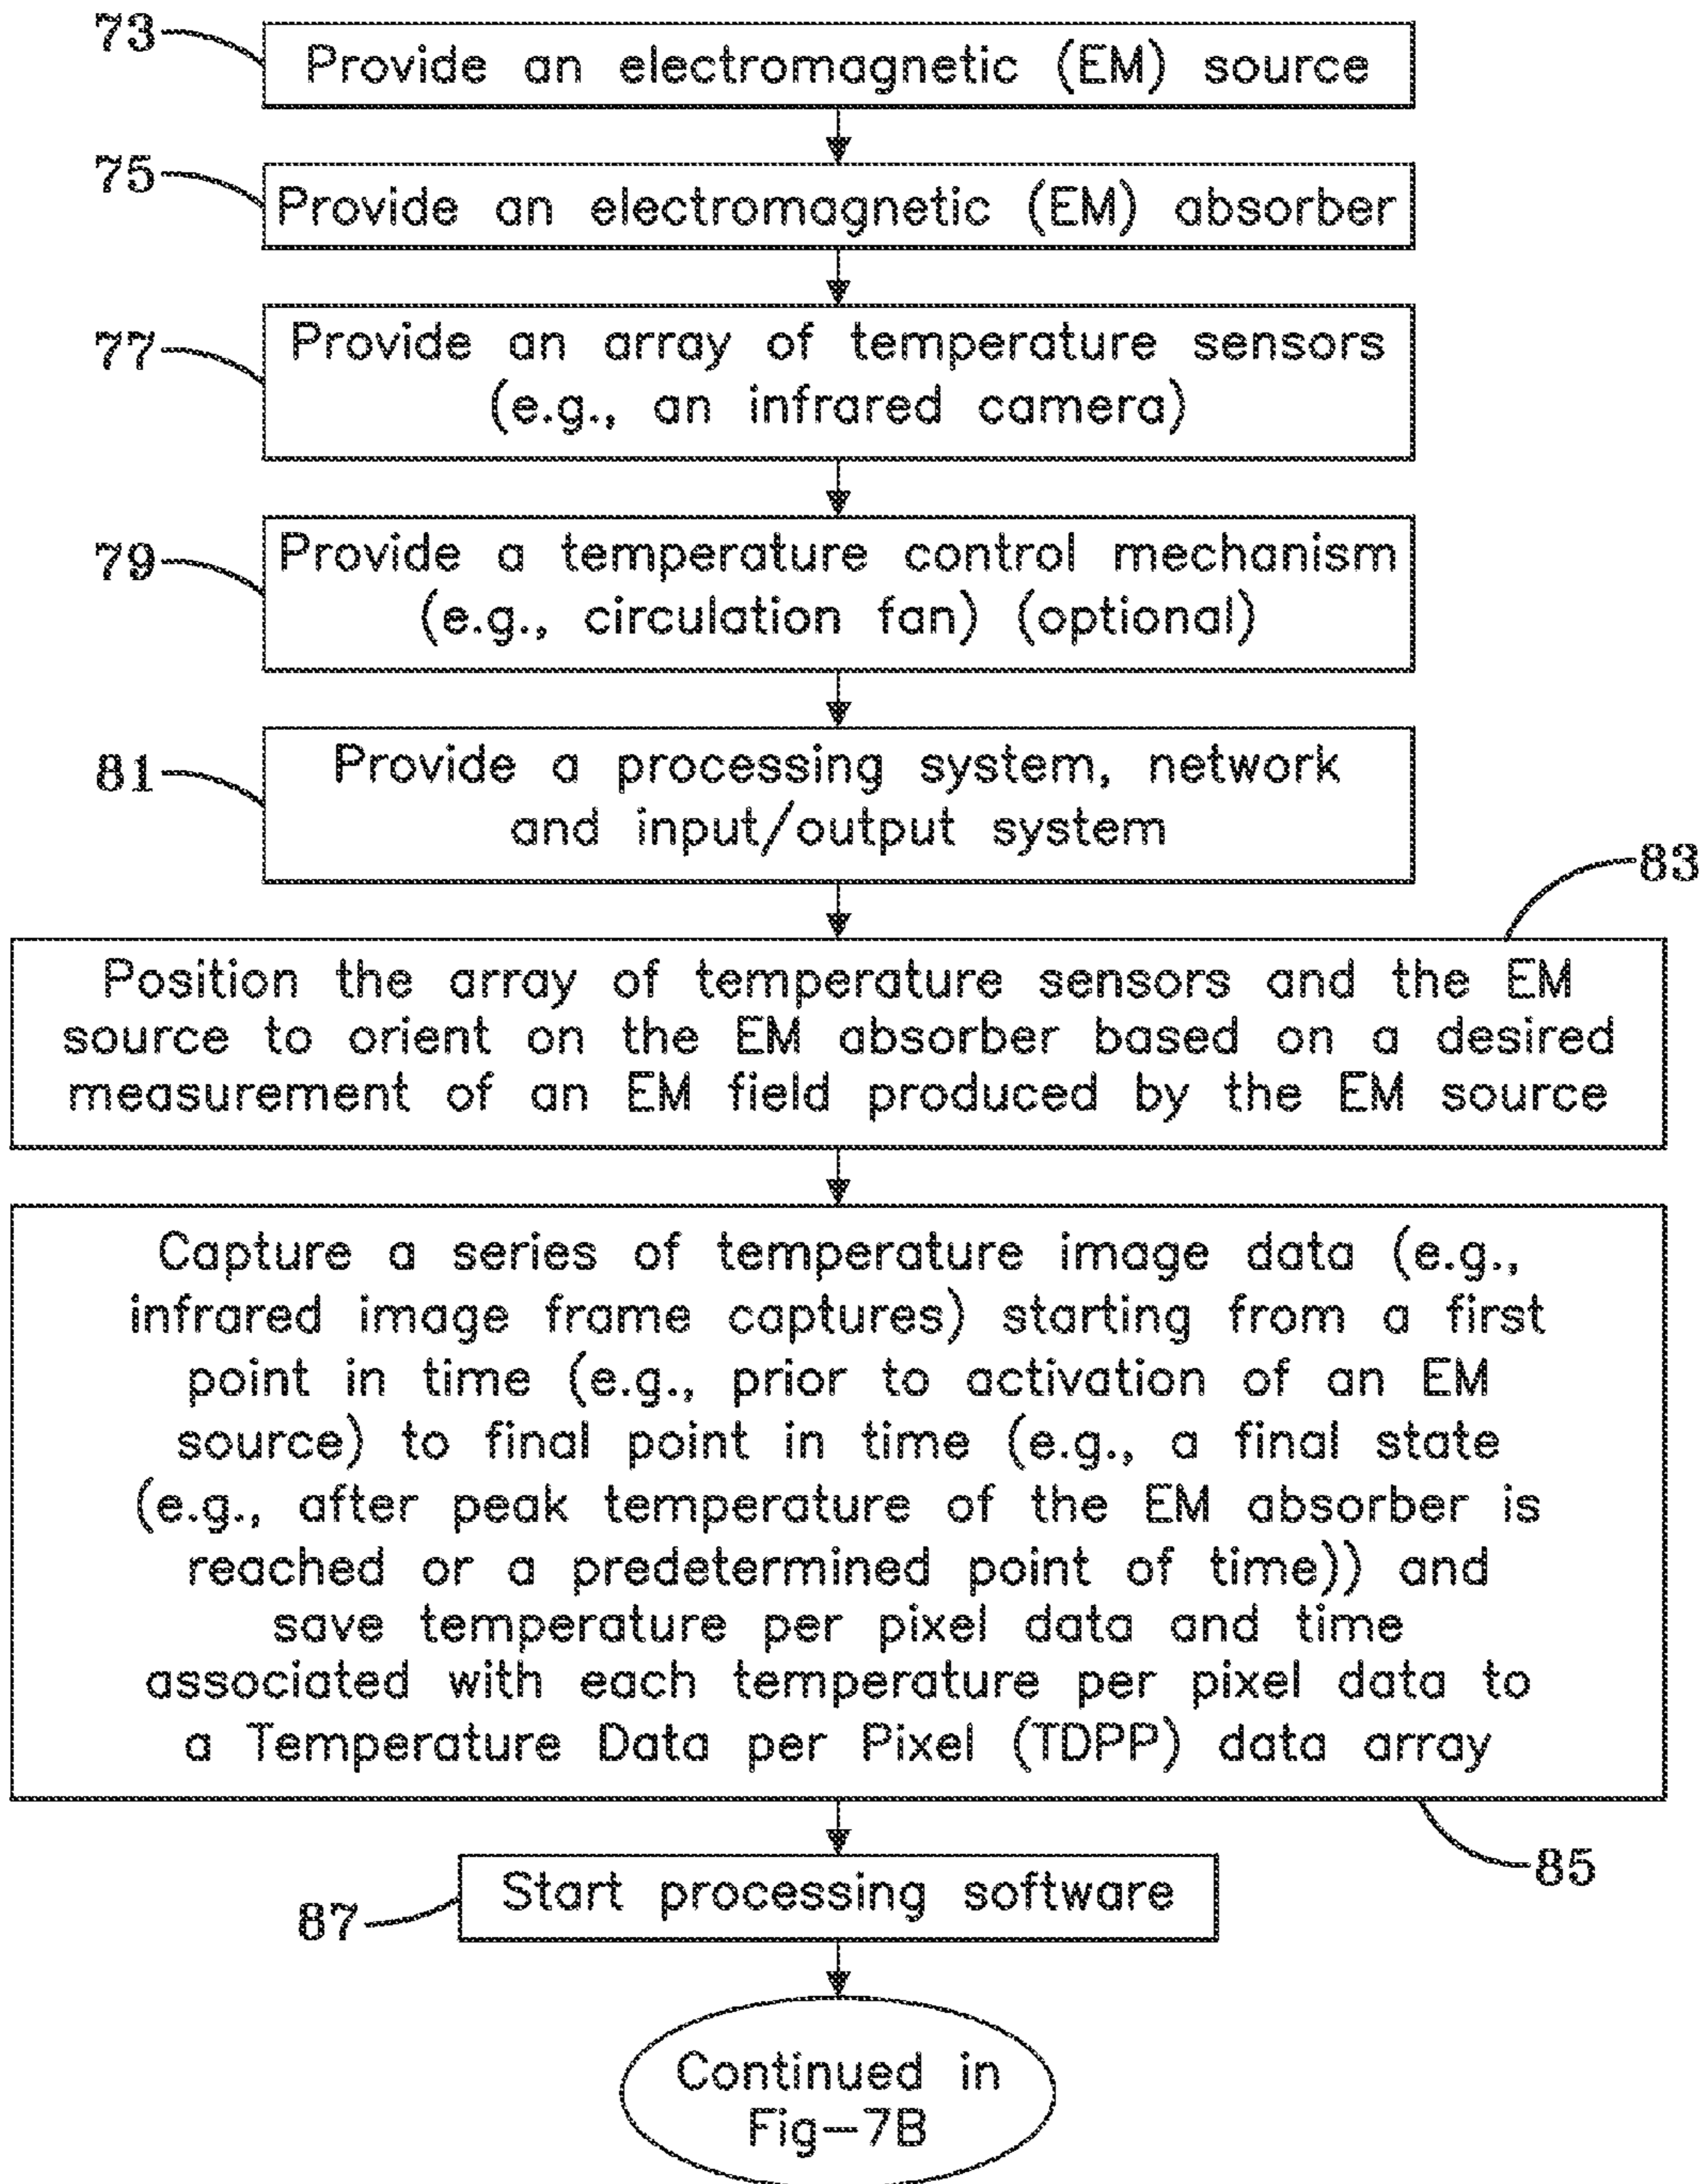 73
Provide an electromagnetic (EM) source
75
Provide an electromagnetic (EM) absorber
77
Provide an array of temperature sensors
(e.g., an infrared camera)
79
Provide a temperature control mechanism
(e.g., circulation fan) (optional)
81
Provide a processing system, network
and input/output system
83
Position the array of temperature sensors and the EM
source to orient on the EM absorber based on a desired
measurement of an EM field produced by the EM source
Capture a series of temperature image data (e.g.,
infrared image frame captures) starting from a first
point in time (e.g., prior to activation of an EM
source) to final point in time (e.g., a final state
(e.g., after peak temperature of the EM absorber is
reached or a predetermined point of time)) and
save temperature per pixel data and time
associated with each temperature per pixel data to
a Temperature Data per Pixel (TDPP) data array
85
87
Start processing software
Continued in
Fig-7B